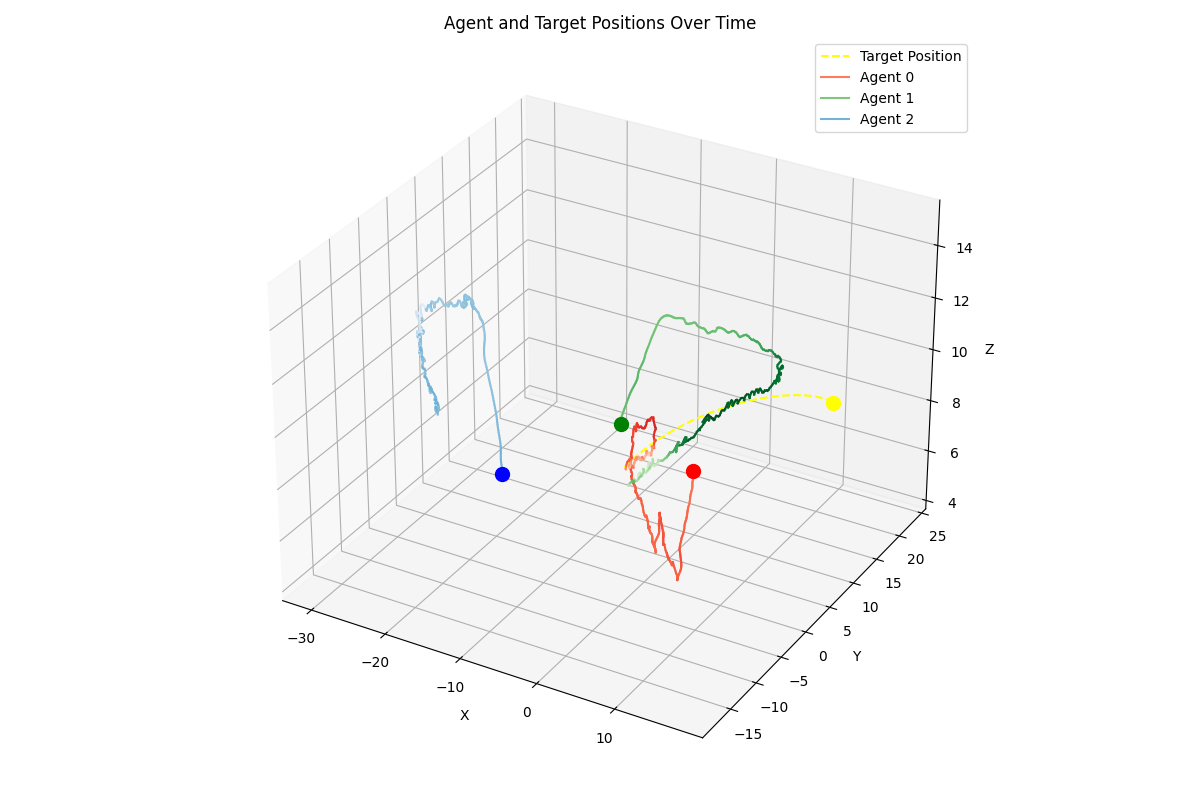 Agent and Target Positions Over Time
Target Position
Agent 0
Agent 1
Agent 2
14
12
10
Z
8
6
4
25
20
15
10
5
0
Y
−5
−10
−15
−30
−20
−10
X
0
10